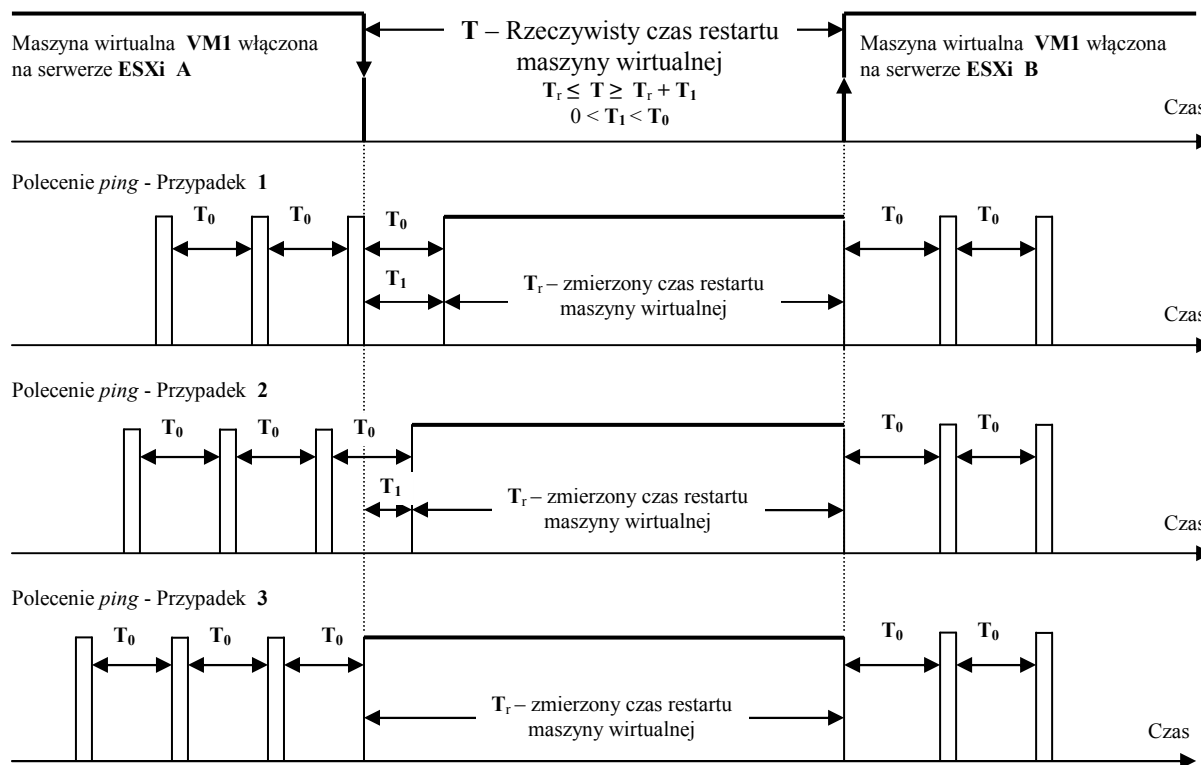 Maszyna wirtualna VM1 włączona
na serwerze ESXi A
T – Rzeczywisty czas restartu
maszyny wirtualnej
Tr ≤ T ≥ Tr + T1
0 < T1 < T0
Maszyna wirtualna VM1 włączona
na serwerze ESXi B
Czas
Polecenie ping - Przypadek 1
T0 T0 T0 T0 T0
T1
Tr – zmierzony czas restartu
maszyny wirtualnej
Czas
Polecenie ping - Przypadek 2
T0 T0 T0 T0 T0
T1
Tr – zmierzony czas restartu
maszyny wirtualnej
Czas
Polecenie ping - Przypadek 3
T0 T0 T0 T0 T0
Tr – zmierzony czas restartu
maszyny wirtualnej
Czas